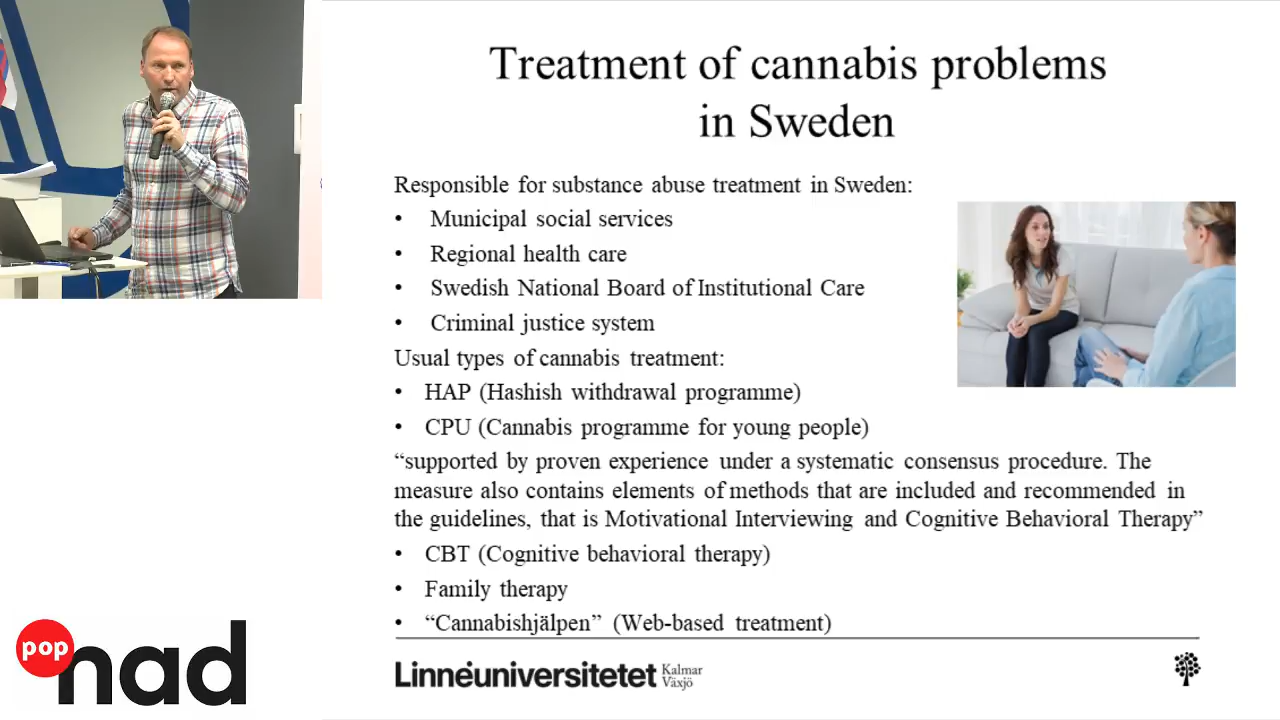 Treatment of cannabis problems
in Sweden
Responsible for substance abuse treatment in Sweden:
• Municipal social services
• Regional health care
• Swedish National Board of Institutional Care
• Criminal justice system
Usual types of cannabis treatment:
• HAP (Hashish withdrawal programme)
• CPU (Cannabis programme for young people)
“supported by proven experience under a systematic consensus procedure. The
measure also contains elements of methods that are included and recommended in
the guidelines, that is Motivational Interviewing and Cognitive Behavioral Therapy”
• CBT (Cognitive behavioral therapy)
• Family therapy
• “Cannabishjälpen” (Web-based treatment)
Linnéuniversitetet
Kalmar
Växjö
pop
nad